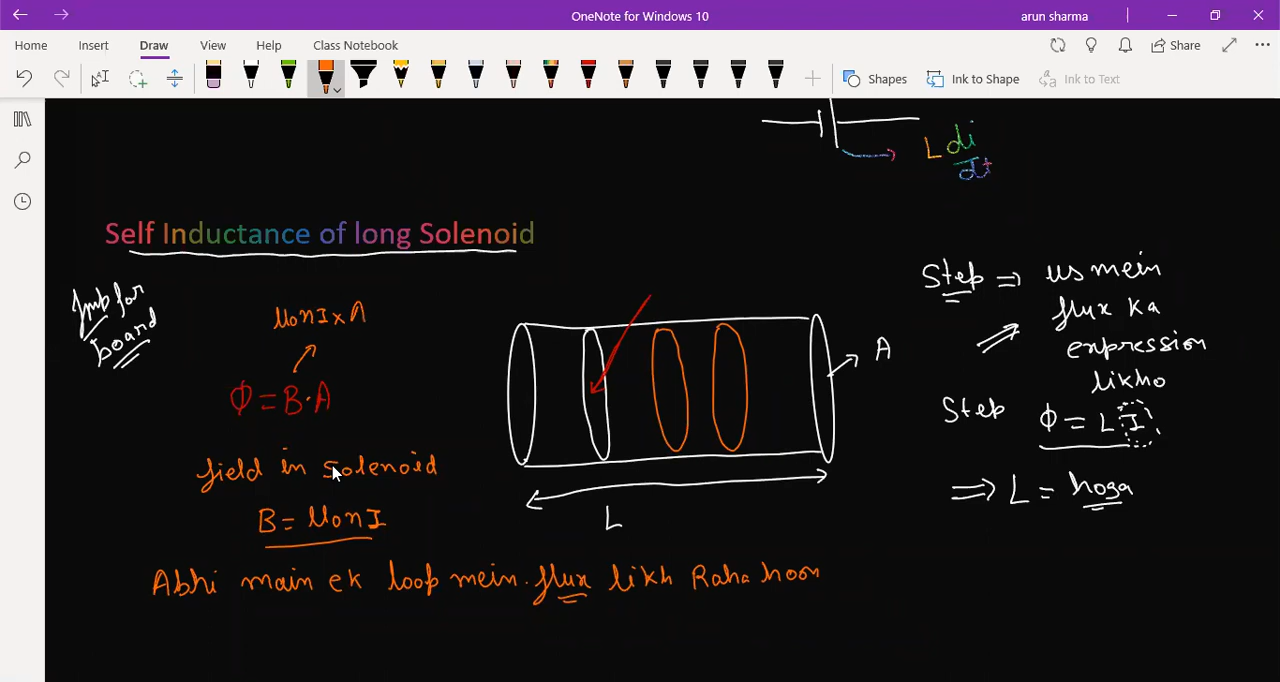 OneNote for Windows 10
arun sharma
Home Insert Draw View Help Class Notebook
Share
Shapes
Ink to Shape
Ink to Text
L di/dt
Self Inductance of long Solenoid
Imp for
board
μ₀nI×A
Φ = B·A
field in solenoid
B = μ₀nI
Abhi main ek loop mein flux likh Raha hoon
L
A
Step ⇒ us mein
flux ka
expression
likho
Step Φ = LI
⇒ L = hoga